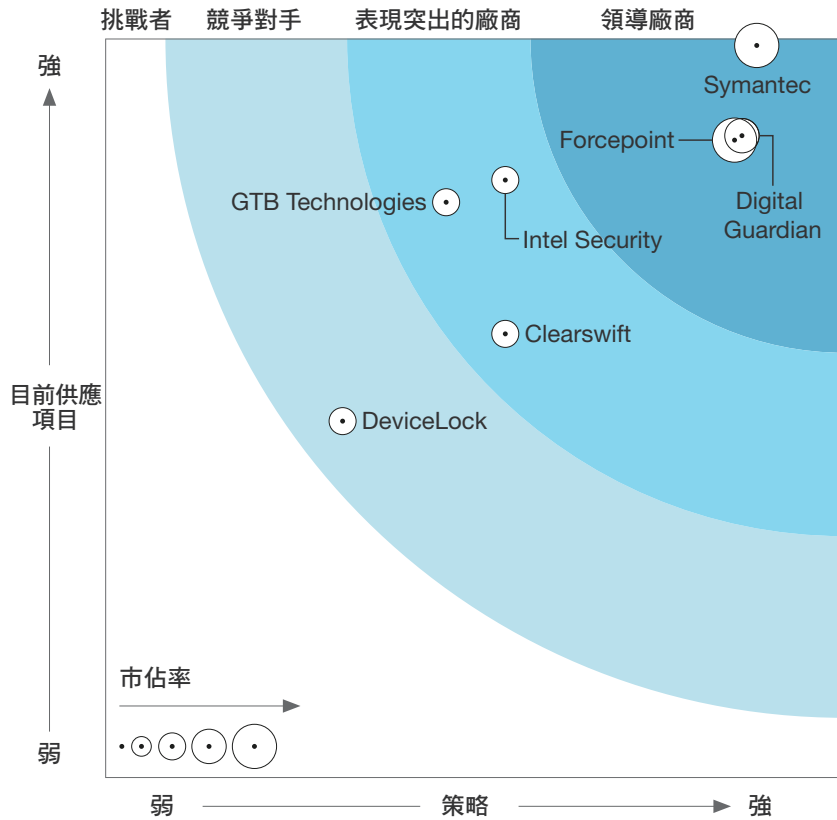 挑戰者 競爭對手 表現突出的廠商 領導廠商
強
Symantec
Forcepoint
Digital
Guardian
GTB Technologies
Intel Security
Clearswift
目前供應
項目
DeviceLock
市佔率
弱
弱 策略 強